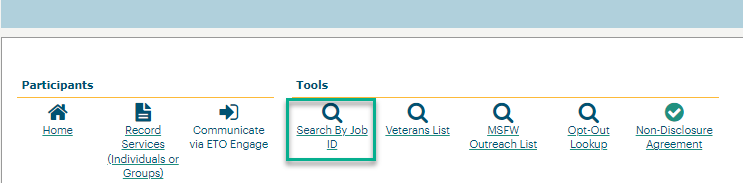 Participants
Tools
Home
Record
Services
(Individuals or
Groups)
Communicate
via ETO Engage
Search By Job
ID
Veterans List
MSFW
Outreach List
Opt-Out
Lookup
Non-Disclosure
Agreement